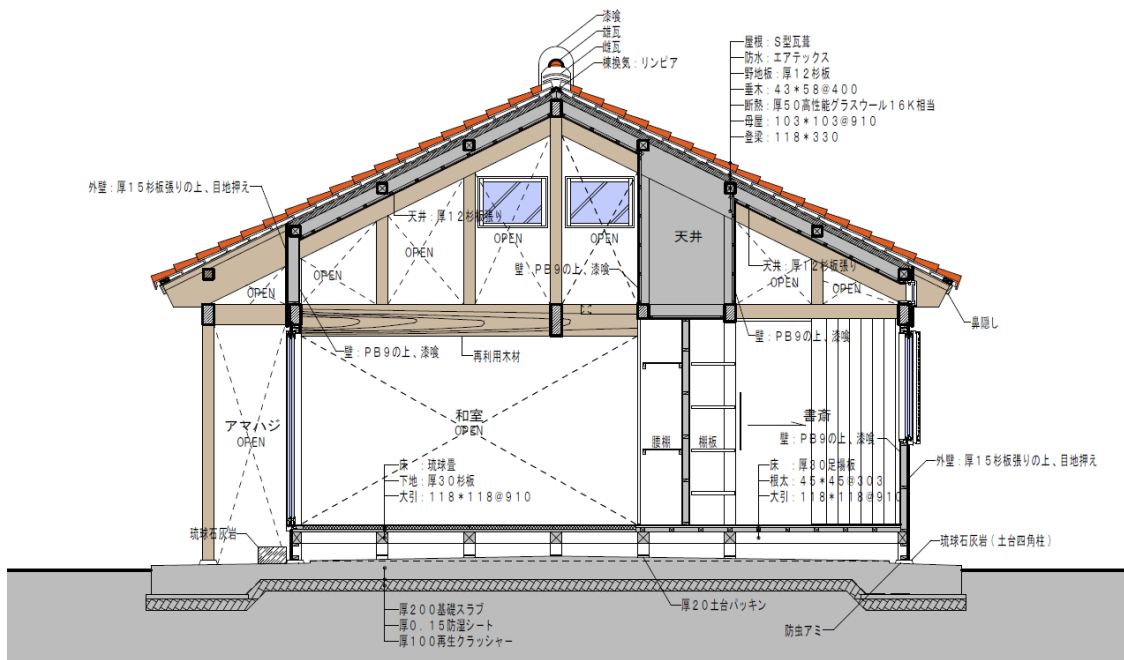 漆喰
雄瓦
雌瓦
棟換気：リンピア
屋根：Ｓ型瓦葺
防水：エアテックス
野地板：厚１２杉板
垂木：４３＊５８＠４００
断熱：厚５０高性能グラスウール１６Ｋ相当
母屋：１０３＊１０３＠９１０
登梁：１１８＊３３０
外壁：厚１５杉板張りの上、目地押え
天井：厚１２杉板張り
OPEN
OPEN
OPEN
OPEN
OPEN
天井
壁：ＰＢ９の上、漆喰
天井：厚１２杉板張り
OPEN
OPEN
鼻隠し
壁：ＰＢ９の上、漆喰
再利用木材
壁：ＰＢ９の上、漆喰
アマハジ
OPEN
和室
OPEN
腰棚
棚板
書斎
壁：ＰＢ９の上、漆喰
外壁：厚１５杉板張りの上、目地押え
床　：琉球畳
下地：厚３０杉板
大引：１１８＊１１８＠９１０
床　：厚３０足場板
根太：４５＊４５＠３０３
大引：１１８＊１１８＠９１０
琉球石灰岩
琉球石灰岩（土台四角柱）
厚２０土台パッキン
防虫アミ
厚２００基礎スラブ
厚０．１５防湿シート
厚１００再生クラッシャー